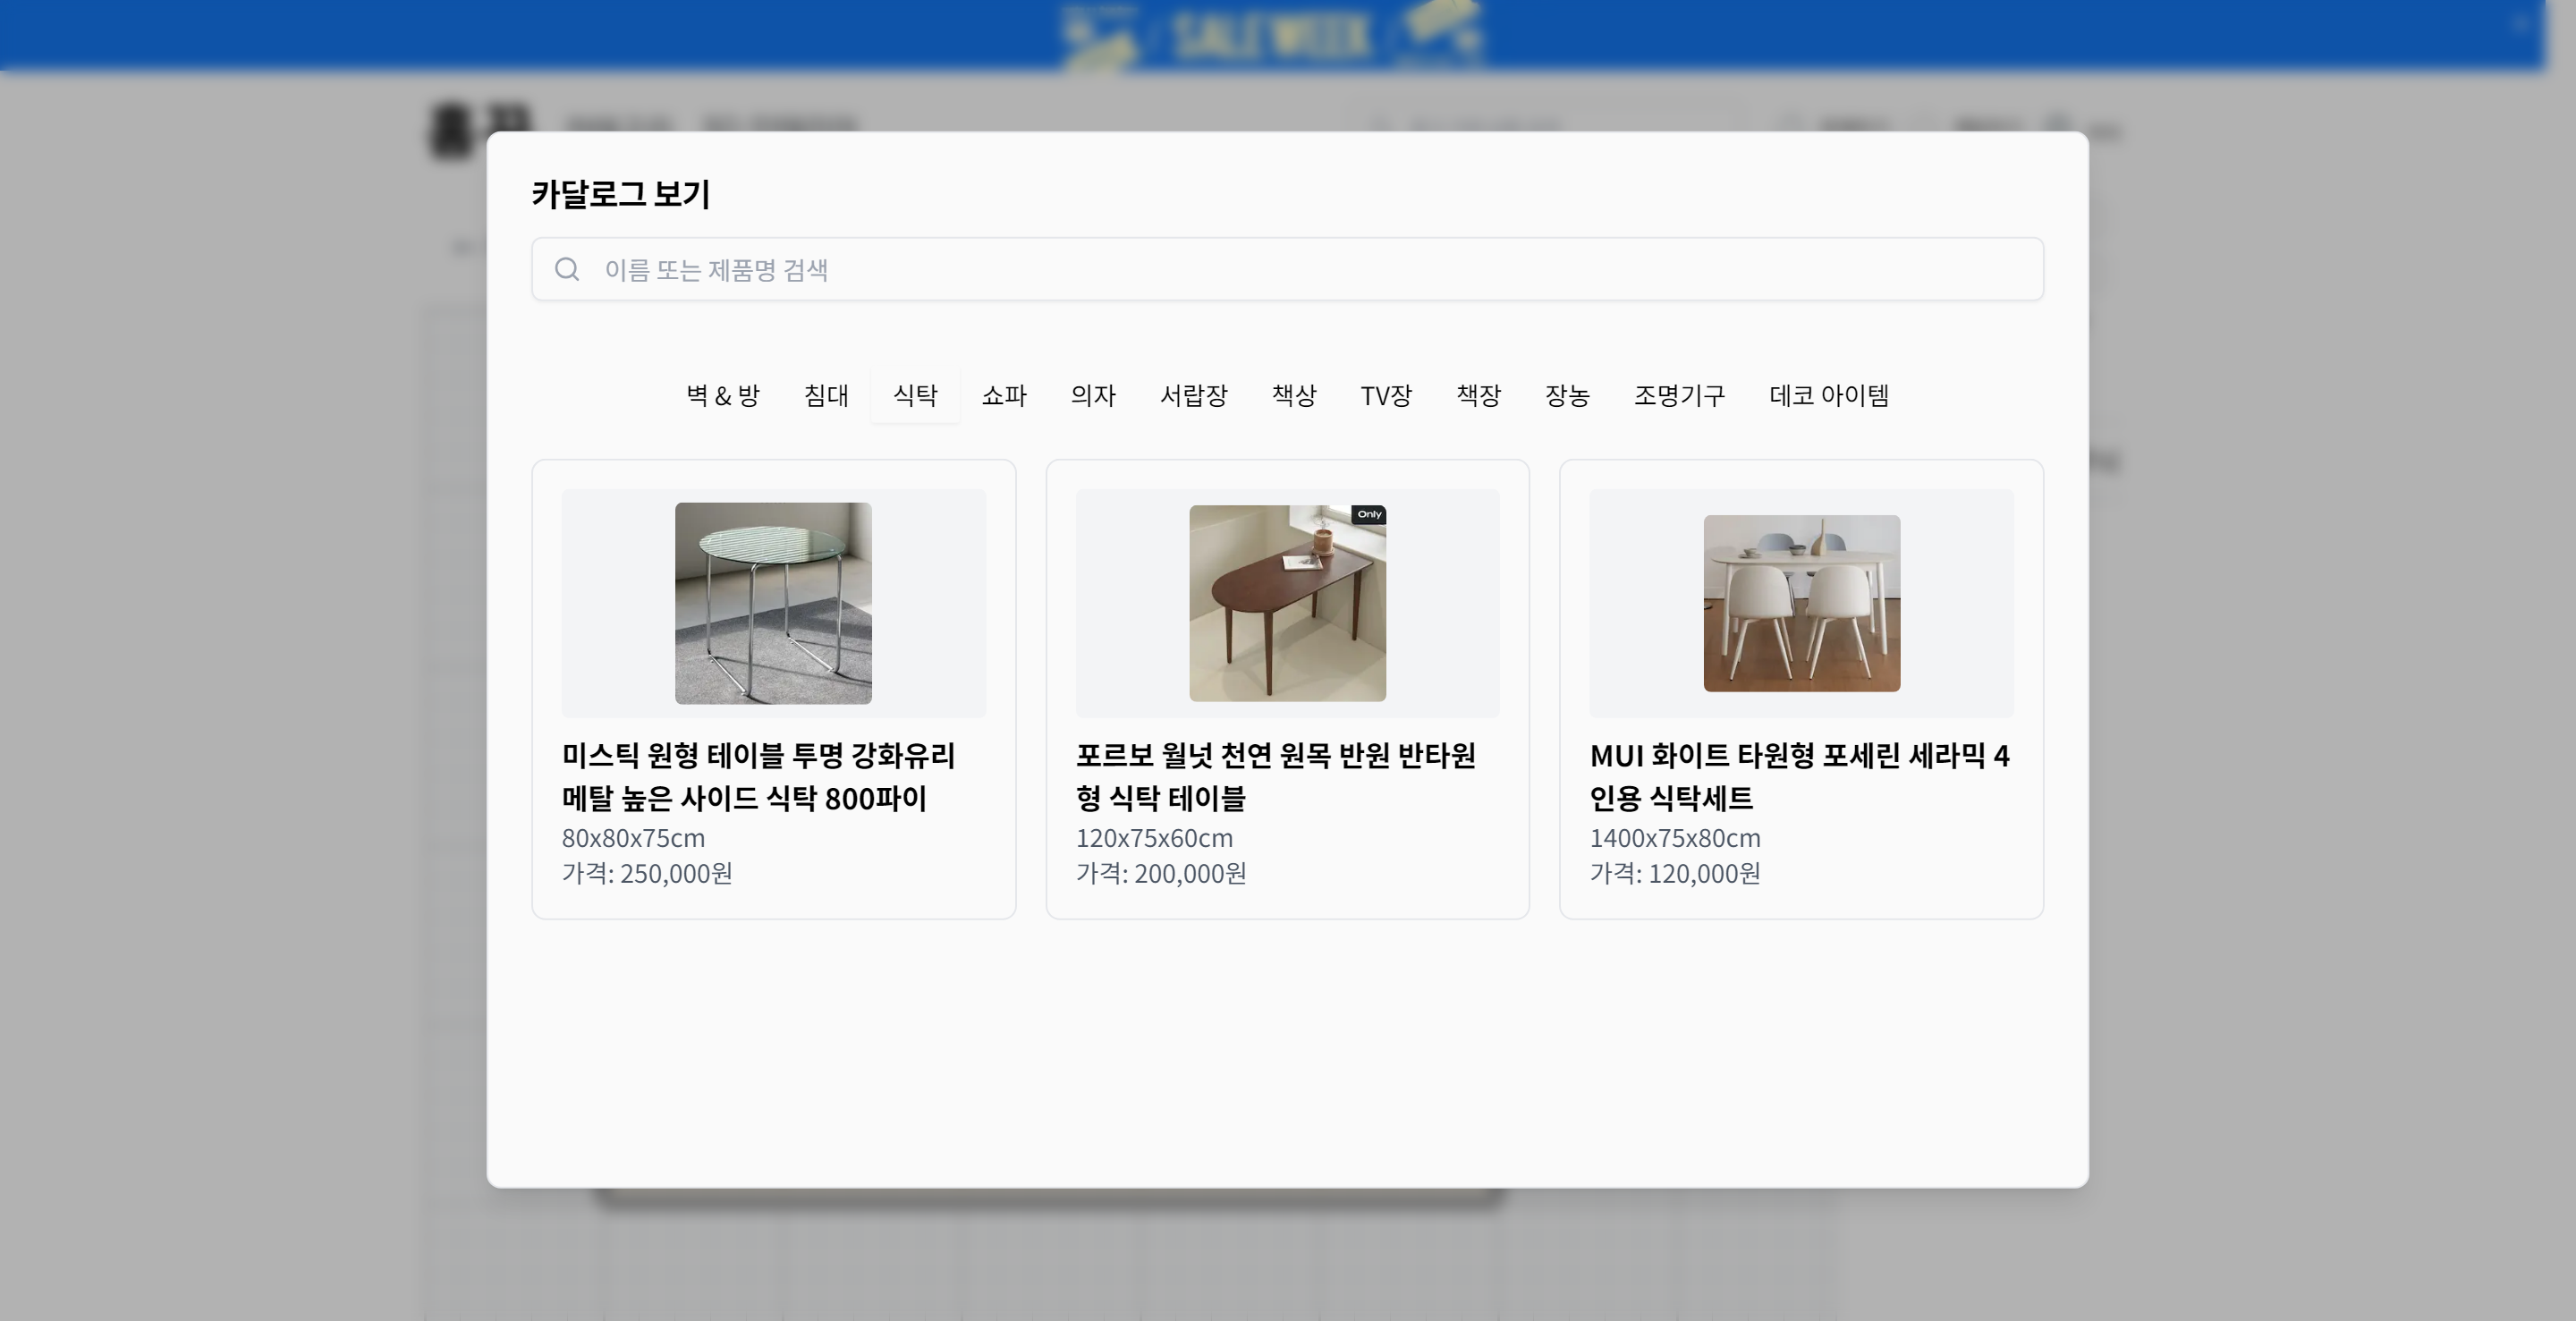 SALE WEEK
카달로그 보기
이름 또는 제품명 검색
벽 & 방 침대 식탁 쇼파 의자 서랍장 책상 TV장 책장 장농 조명기구 데코 아이템
Only
미스틱 원형 테이블 투명 강화유리
메탈 높은 사이드 식탁 800파이
80x80x75cm
가격: 250,000원
포르보 월넛 천연 원목 반원 반타원
형 식탁 테이블
120x75x60cm
가격: 200,000원
MUI 화이트 타원형 포세린 세라믹 4
인용 식탁세트
1400x75x80cm
가격: 120,000원